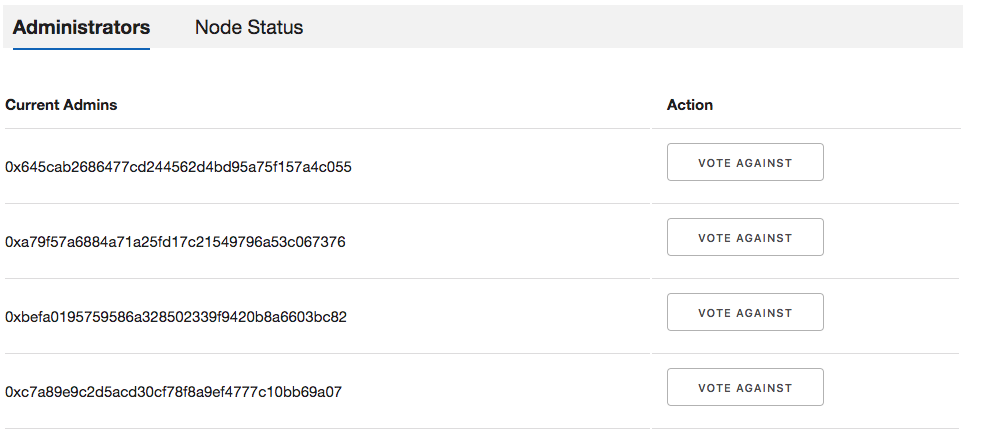 Administrators Node Status
Current Admins Action
0x645cab2686477cd244562d4bd95a75f157a4c055 VOTE AGAINST
0xa79f57a6884a71a25fd17c21549796a53c067376 VOTE AGAINST
0xbefa0195759586a328502339f9420b8a6603bc82 VOTE AGAINST
0xc7a89e9c2d5acd30cf78f8a9ef4777c10bb69a07 VOTE AGAINST